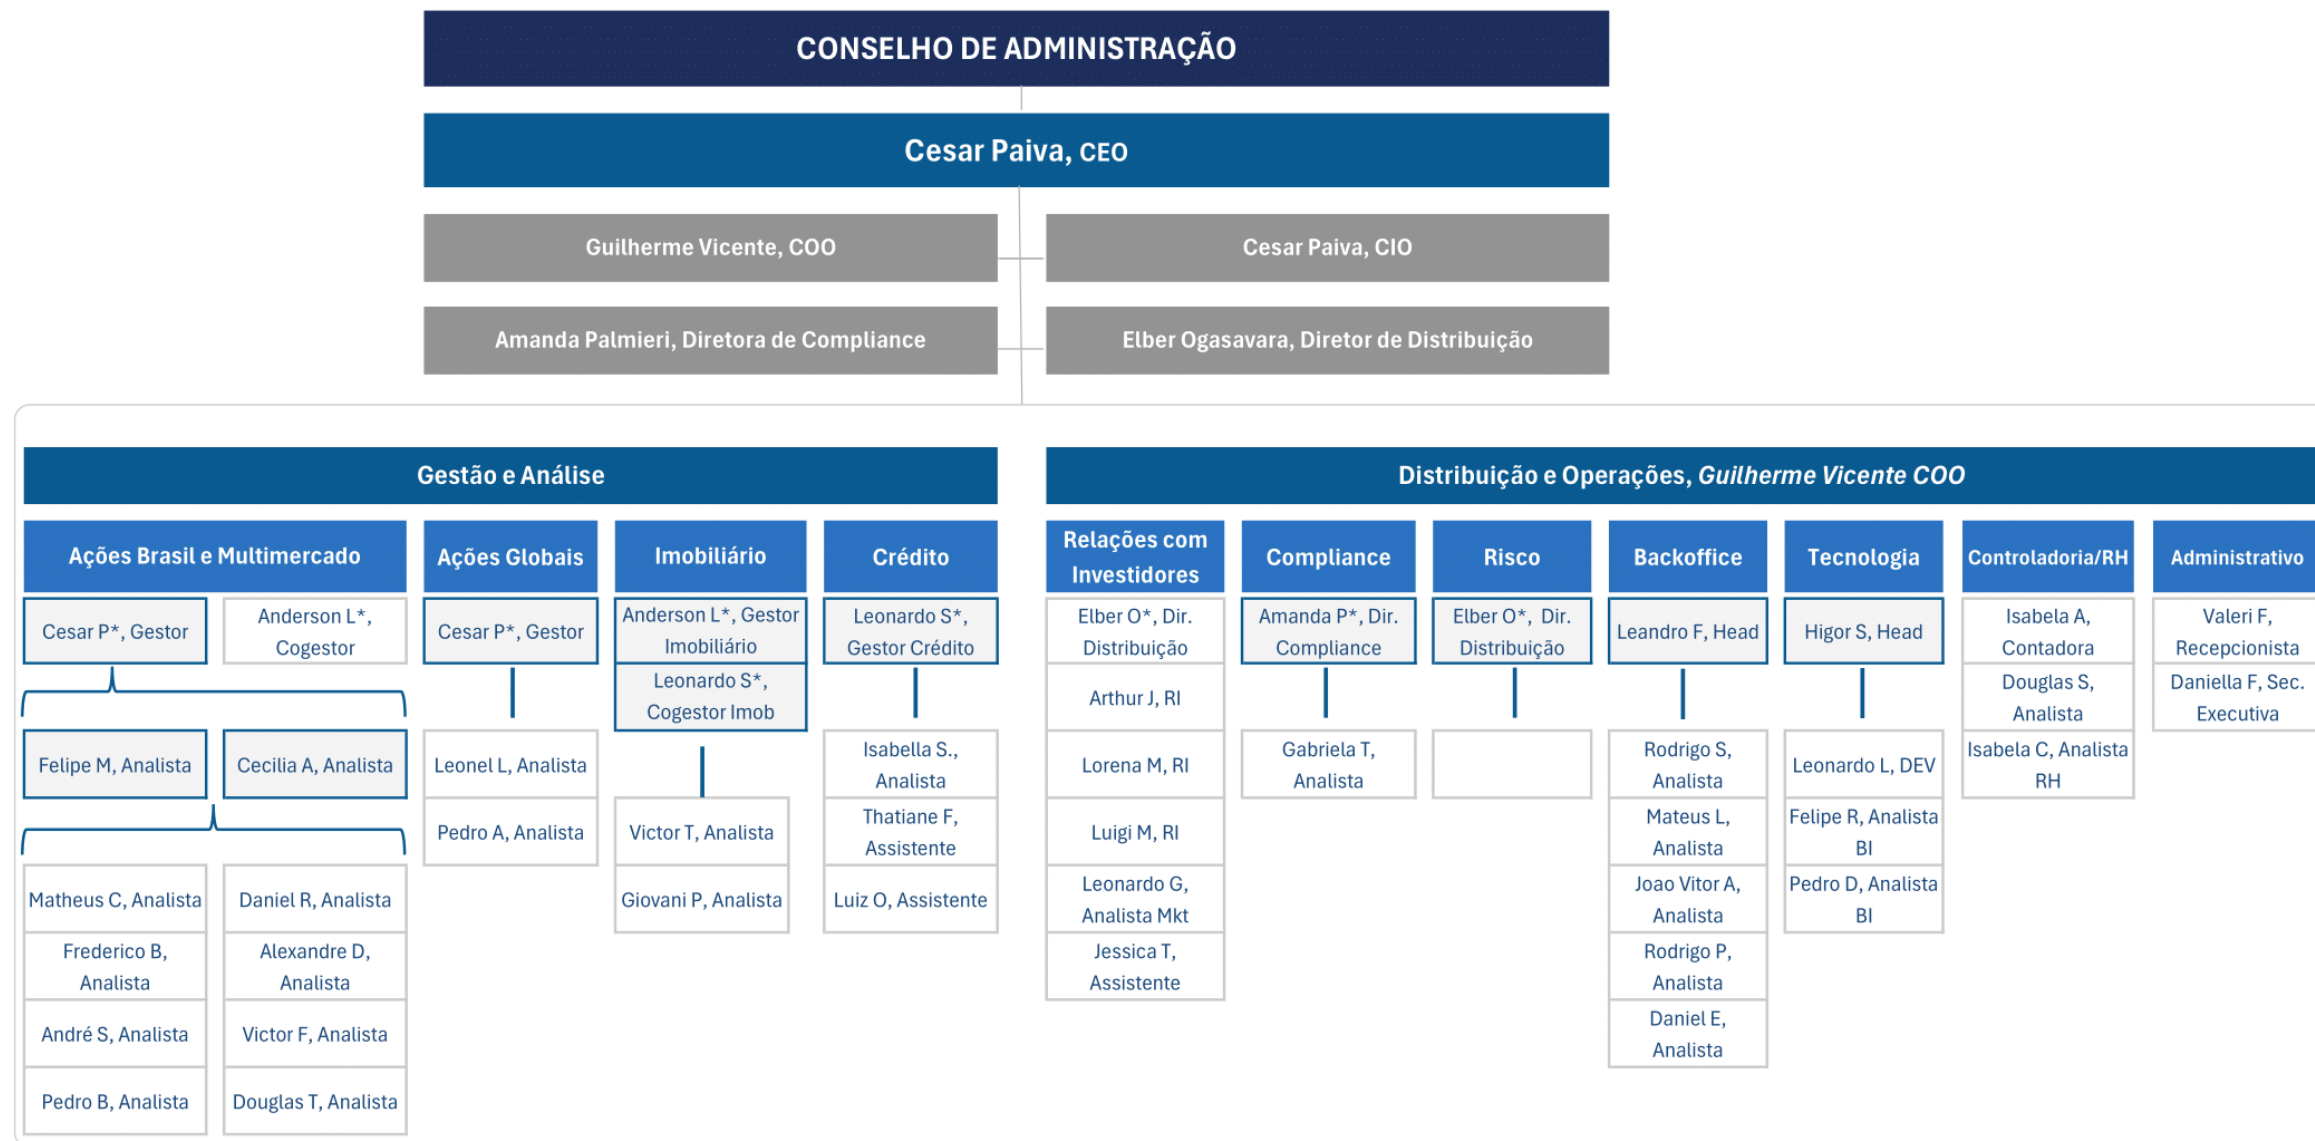 CONSELHO DE ADMINISTRAÇÃO
Cesar Paiva, CEO
Guilherme Vicente, COO
Cesar Paiva, CIO
Amanda Palmieri, Diretora de Compliance
Elber Ogasavara, Diretor de Distribuição
Gestão e Análise
Ações Brasil e Multimercado
Cesar P*, Gestor
Anderson L*,
Cogestor
Felipe M, Analista
Cecilia A, Analista
Matheus C, Analista
Daniel R, Analista
Frederico B,
Analista
Alexandre D,
Analista
André S, Analista
Victor F, Analista
Pedro B, Analista
Douglas T, Analista
Ações Globais
Cesar P*, Gestor
Leonel L, Analista
Pedro A, Analista
Imobiliário
Anderson L*, Gestor
Imobiliário
Leonardo S*,
Cogestor Imob
Victor T, Analista
Giovani P, Analista
Crédito
Leonardo S*,
Gestor Crédito
Isabella S.,
Analista
Thatiane F,
Assistente
Luiz O, Assistente
Distribuição e Operações, Guilherme Vicente COO
Relações com
Investidores
Elber O*, Dir.
Distribuição
Arthur J, RI
Lorena M, RI
Luigi M, RI
Leonardo G,
Analista Mkt
Jessica T,
Assistente
Compliance
Amanda P*, Dir.
Compliance
Gabriela T,
Analista
Risco
Elber O*, Dir.
Distribuição
Backoffice
Leandro F, Head
Rodrigo S,
Analista
Mateus L,
Analista
Joao Vitor A,
Analista
Rodrigo P,
Analista
Daniel E,
Analista
Tecnologia
Higor S, Head
Leonardo L, DEV
Felipe R, Analista
BI
Pedro D, Analista
BI
Controladoria/RH
Isabela A,
Contadora
Douglas S,
Analista
Isabela C, Analista
RH
Administrativo
Valeri F,
Recepcionista
Daniella F, Sec.
Executiva